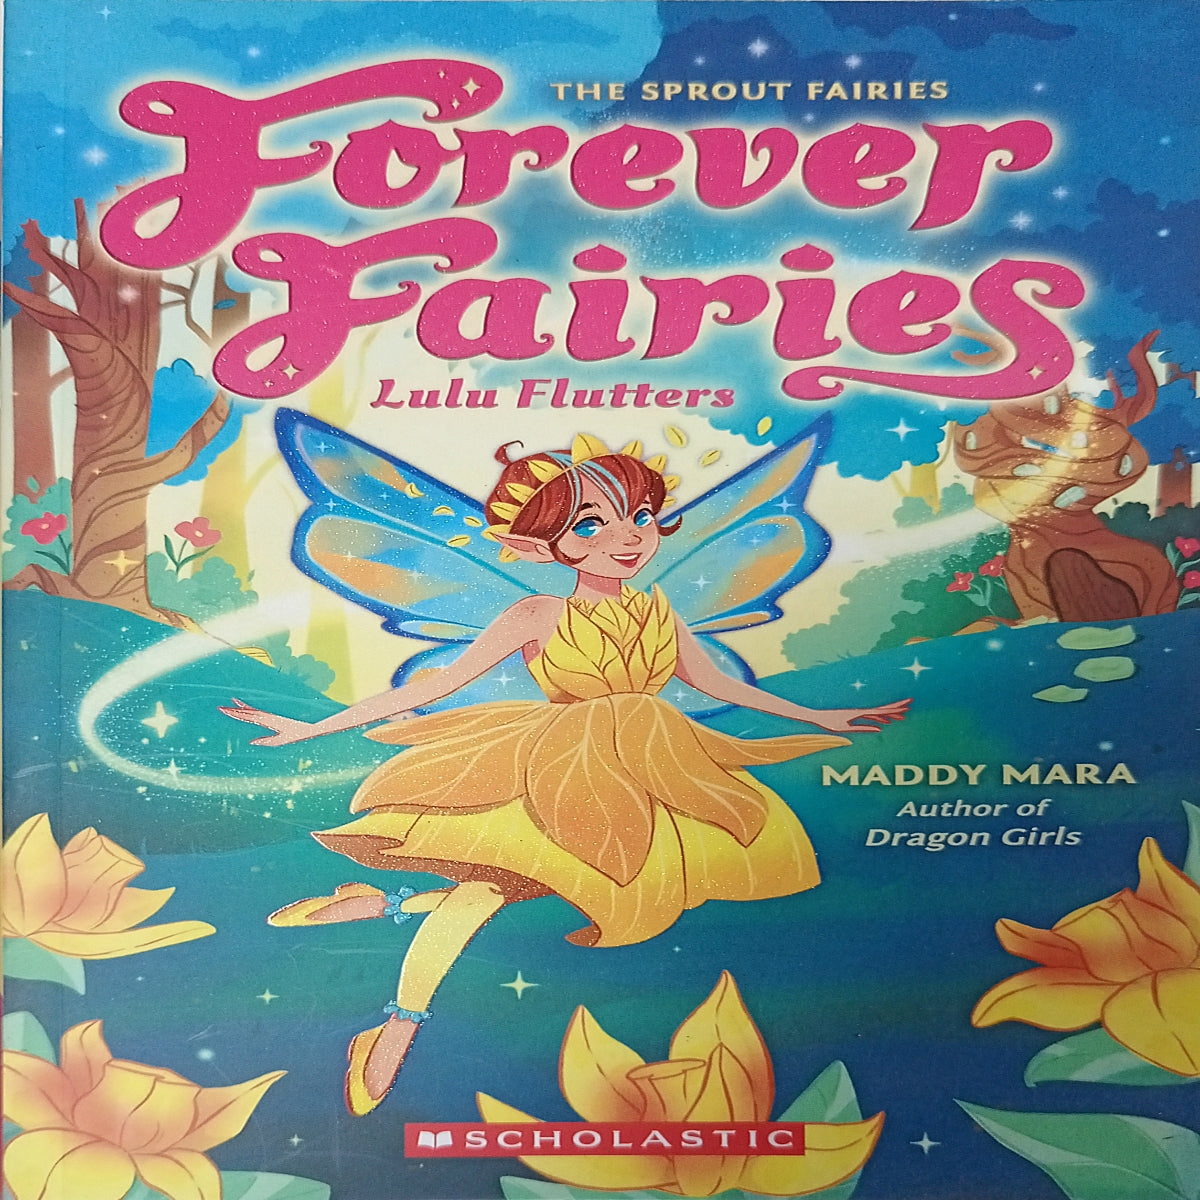 THE SPROUT FAIRIES
Forever
Fairies
Lulu Flutters
MADDY MARA
Author of
Dragon Girls
SCHOLASTIC